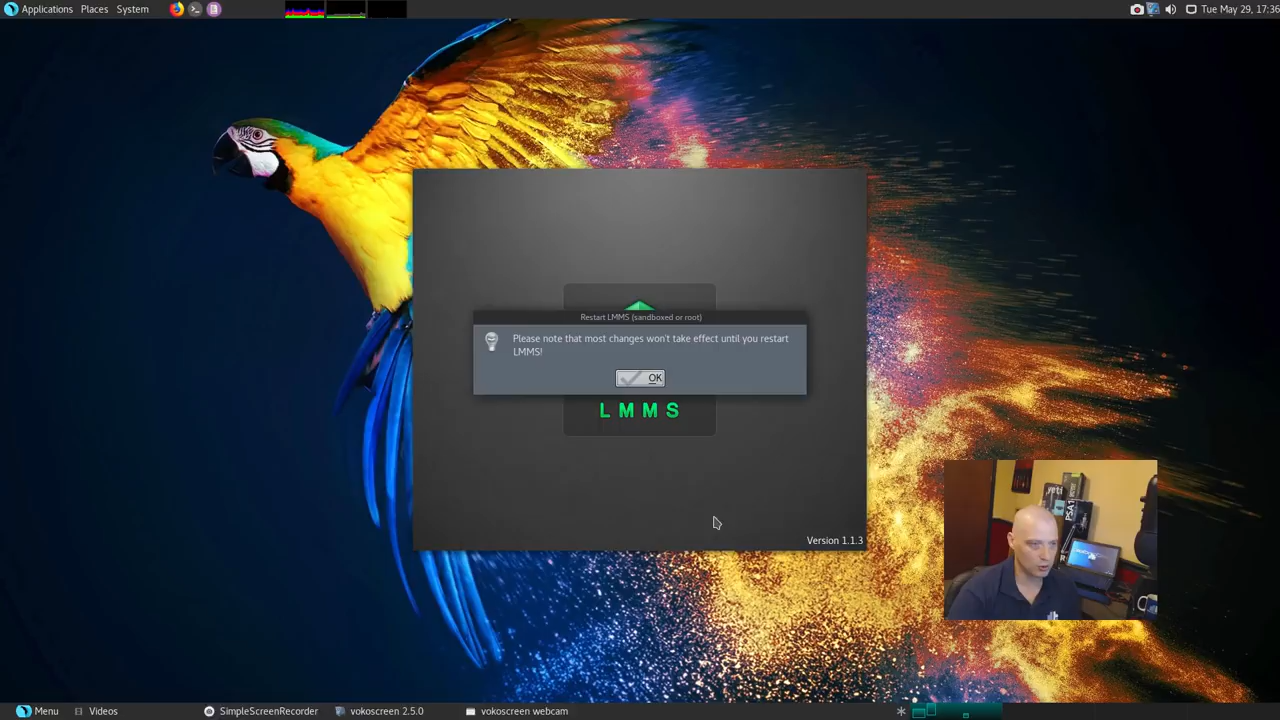 Applications Places System
Tue May 29, 17:36
Restart LMMS (sandboxed or root)
Please note that most changes won't take effect until you restart
LMMS!
OK
LMMS
Version 1.1.3
yeti
PSA1
Menu Videos SimpleScreenRecorder vokoscreen 2.5.0 vokoscreen webcam